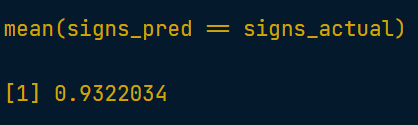 mean(signs_pred == signs_actual)
[1] 0.9322034